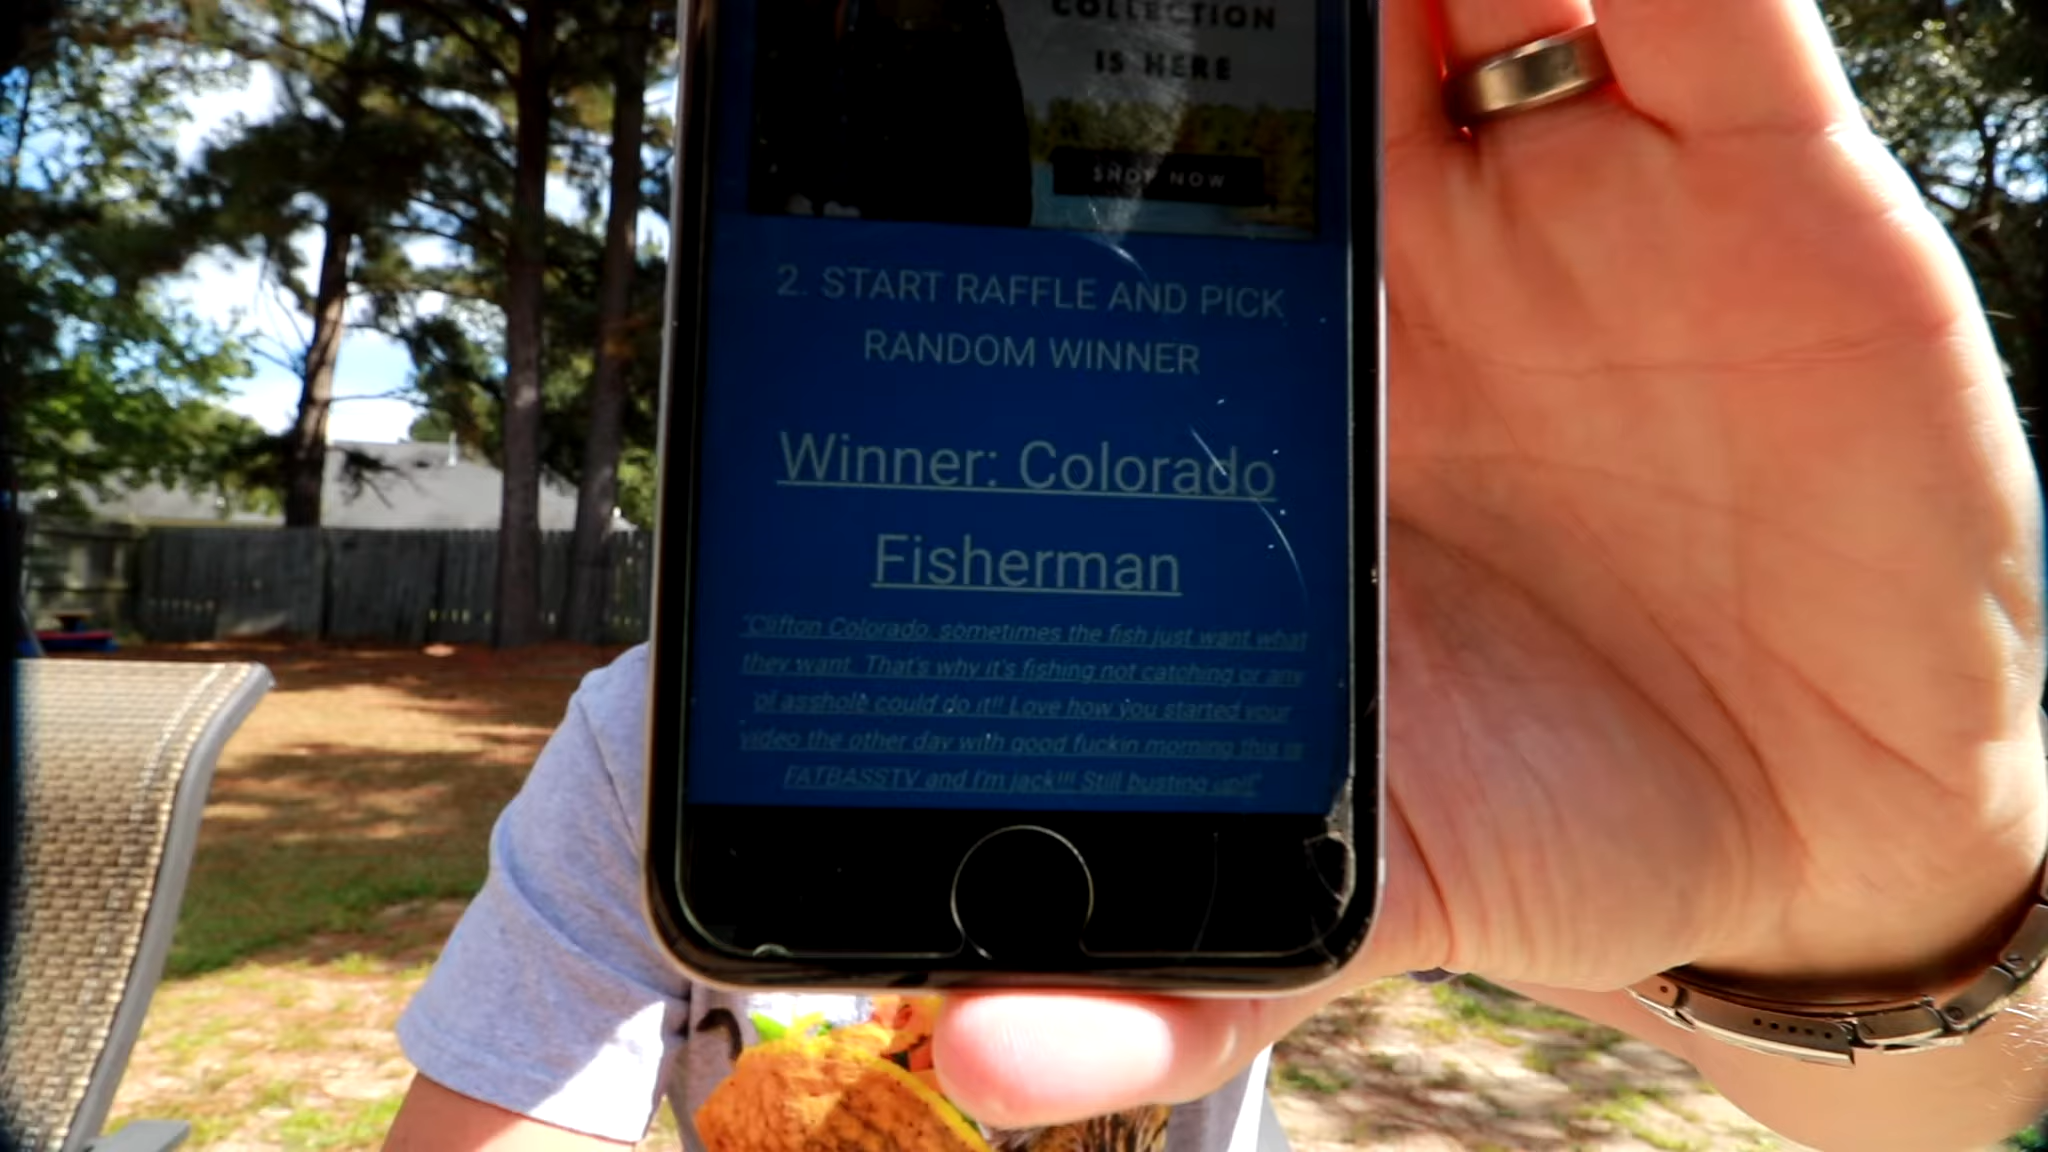 COLLECTION
IS HERE
SHOP NOW
2. START RAFFLE AND PICK
RANDOM WINNER
Winner: Colorado
Fisherman
"Clifton Colorado, sometimes the fish just want what
they want. That's why it's fishing not catching or any
ol asshole could do it!! Love how you started your
video the other day with good fuckin morning this is
FATBASSTV and I'm jack!!! Still busting up!!"